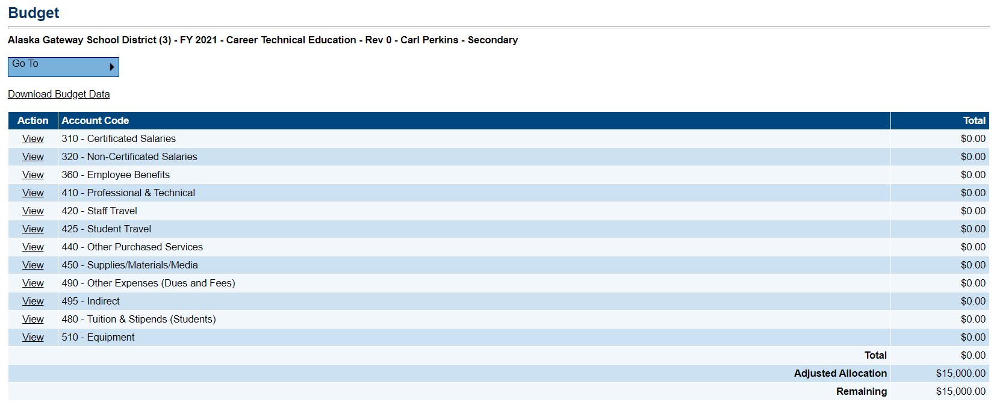 Budget
Alaska Gateway School District (3) - FY 2021 - Career Technical Education - Rev 0 - Carl Perkins - Secondary
Go To
Download Budget Data
Action Account Code Total
View 310 - Certificated Salaries $0.00
View 320 - Non-Certificated Salaries $0.00
View 360 - Employee Benefits $0.00
View 410 - Professional & Technical $0.00
View 420 - Staff Travel $0.00
View 425 - Student Travel $0.00
View 440 - Other Purchased Services $0.00
View 450 - Supplies/Materials/Media $0.00
View 490 - Other Expenses (Dues and Fees) $0.00
View 495 - Indirect $0.00
View 480 - Tuition & Stipends (Students) $0.00
View 510 - Equipment $0.00
Total $0.00
Adjusted Allocation $15,000.00
Remaining $15,000.00